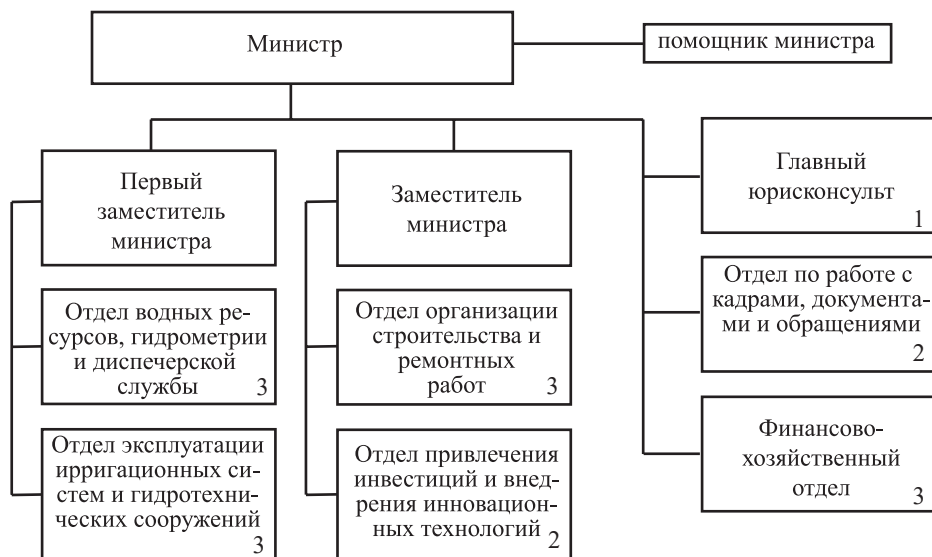 Министр
помощник министра
Первый
заместитель
министра
Заместитель
министра
Главный
юрисконсульт
1
Отдел водных ре-
сурсов, гидрометрии
и диспечерской
службы
3
Отдел организации
строительства и
ремонтных
работ
3
Отдел по работе с
кадрами, документа-
ми и обращениями
2
Отдел эксплуатации
ирригационных си-
стем и гидротехни-
ческих сооружений
3
Отдел привлечения
инвестиций и внед-
рения инновацион-
ных технологий
2
Финансово-
хозяйственный
отдел
3